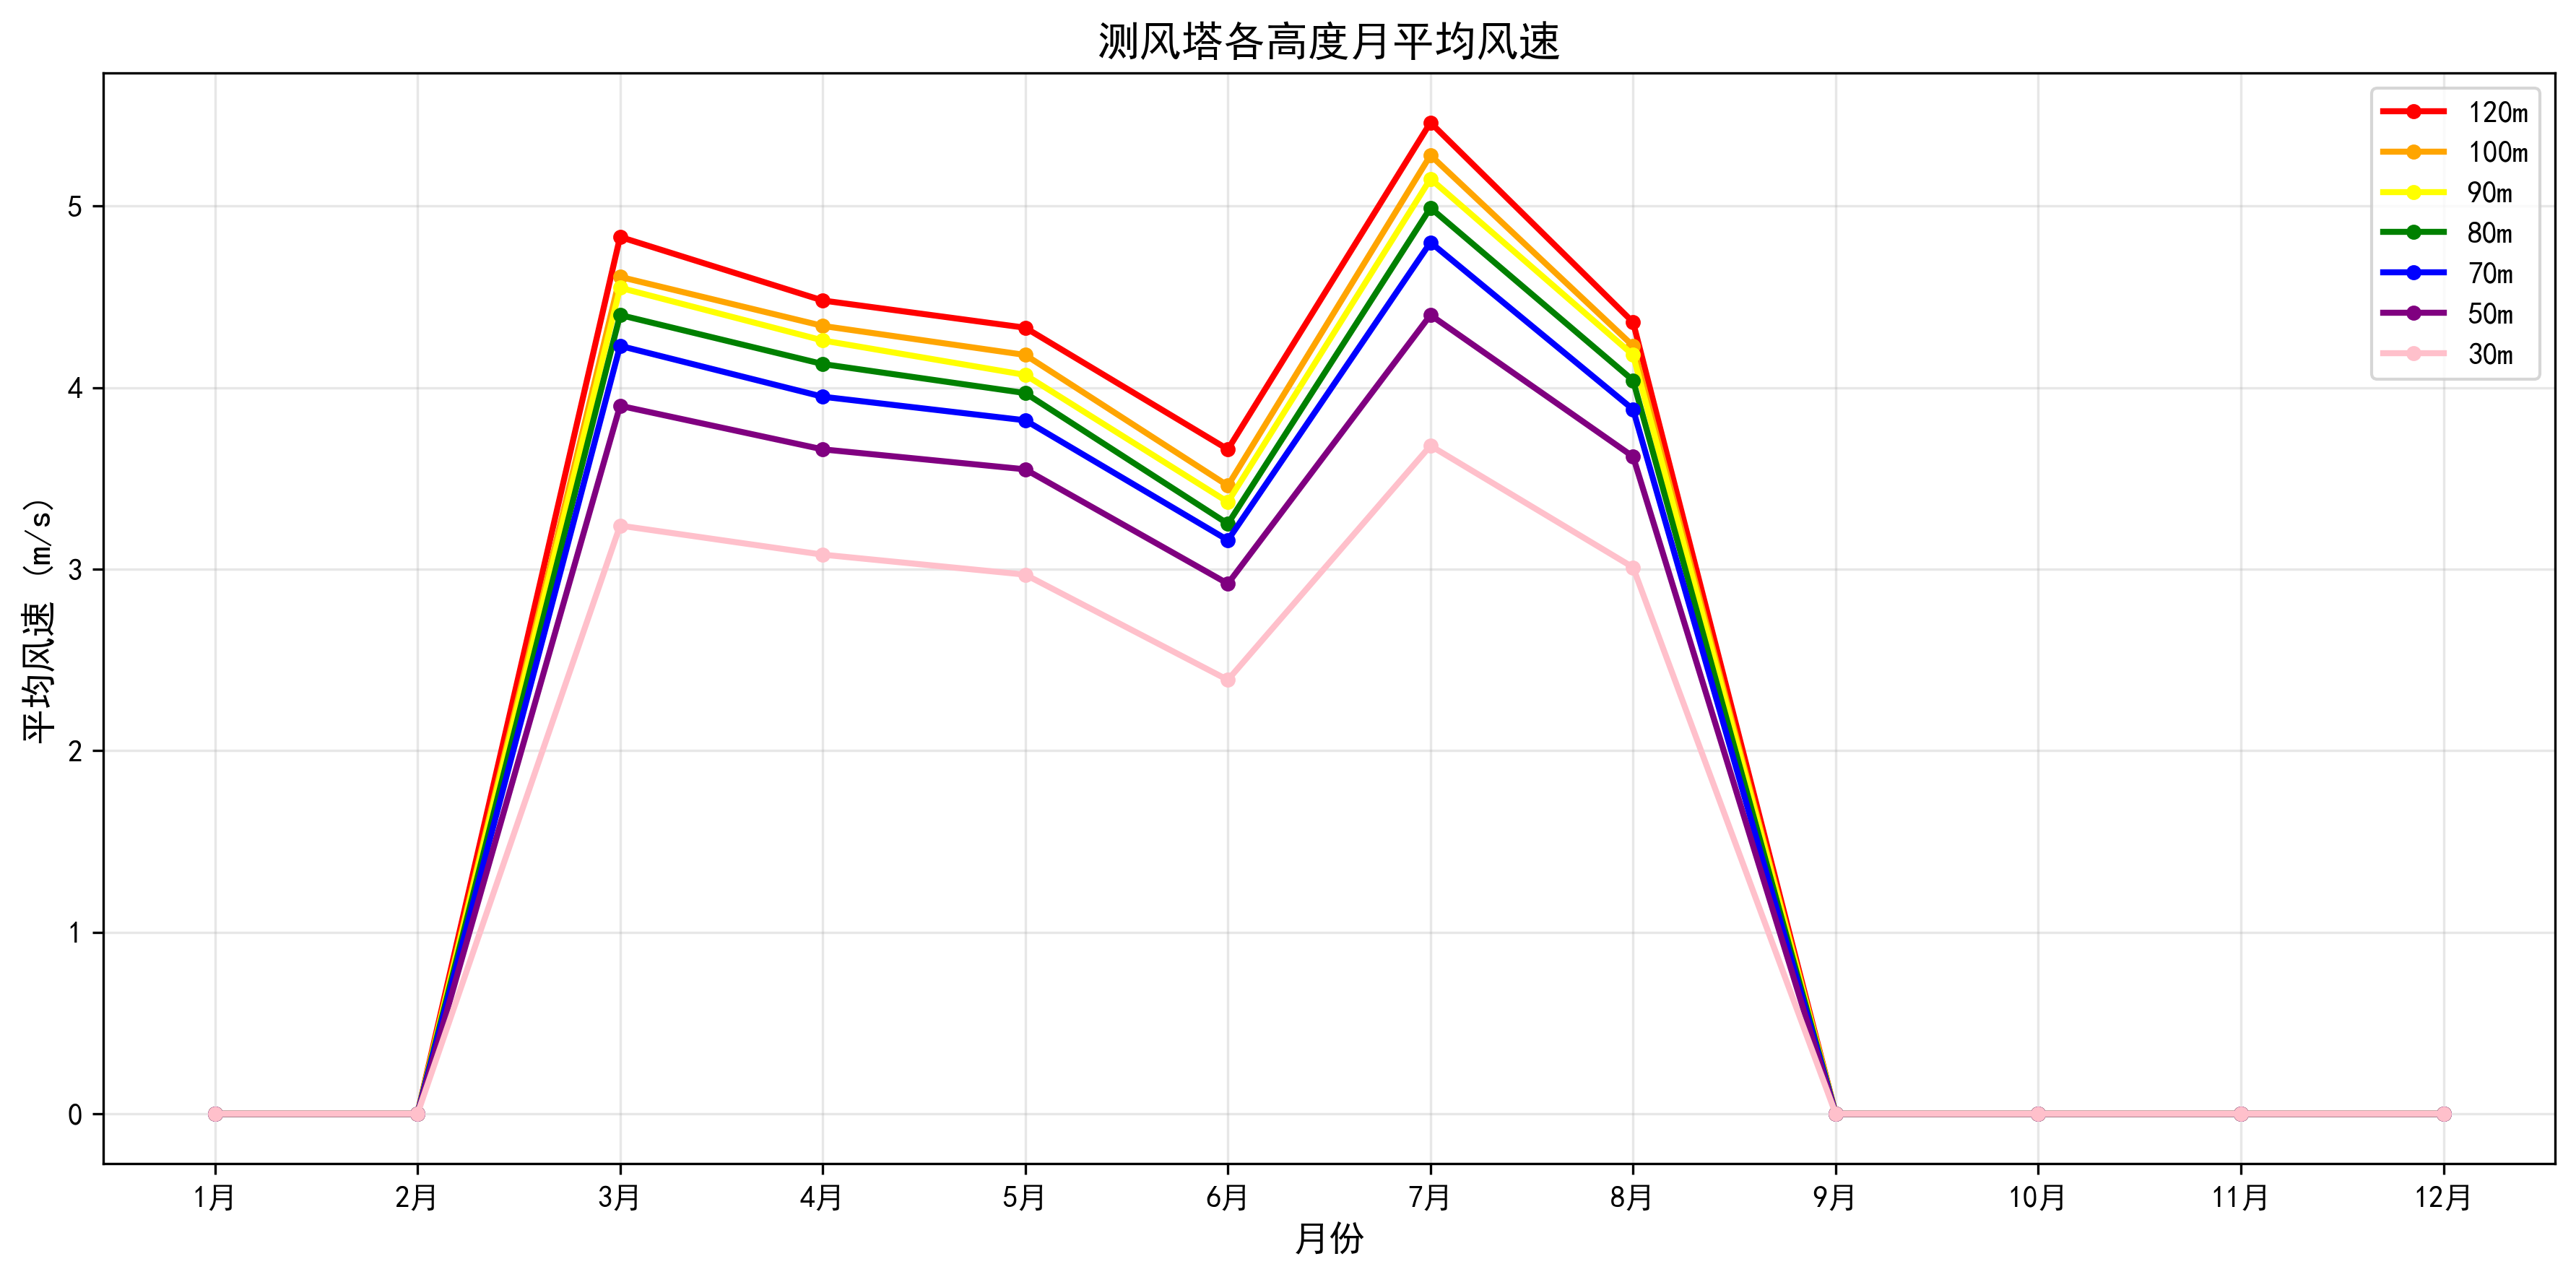 测风塔各高度月平均风速
120m
100m
90m
80m
70m
50m
30m
平均风速 (m/s)
5
4
3
2
1
0
1月
2月
3月
4月
5月
6月
7月
8月
9月
10月
11月
12月
月份